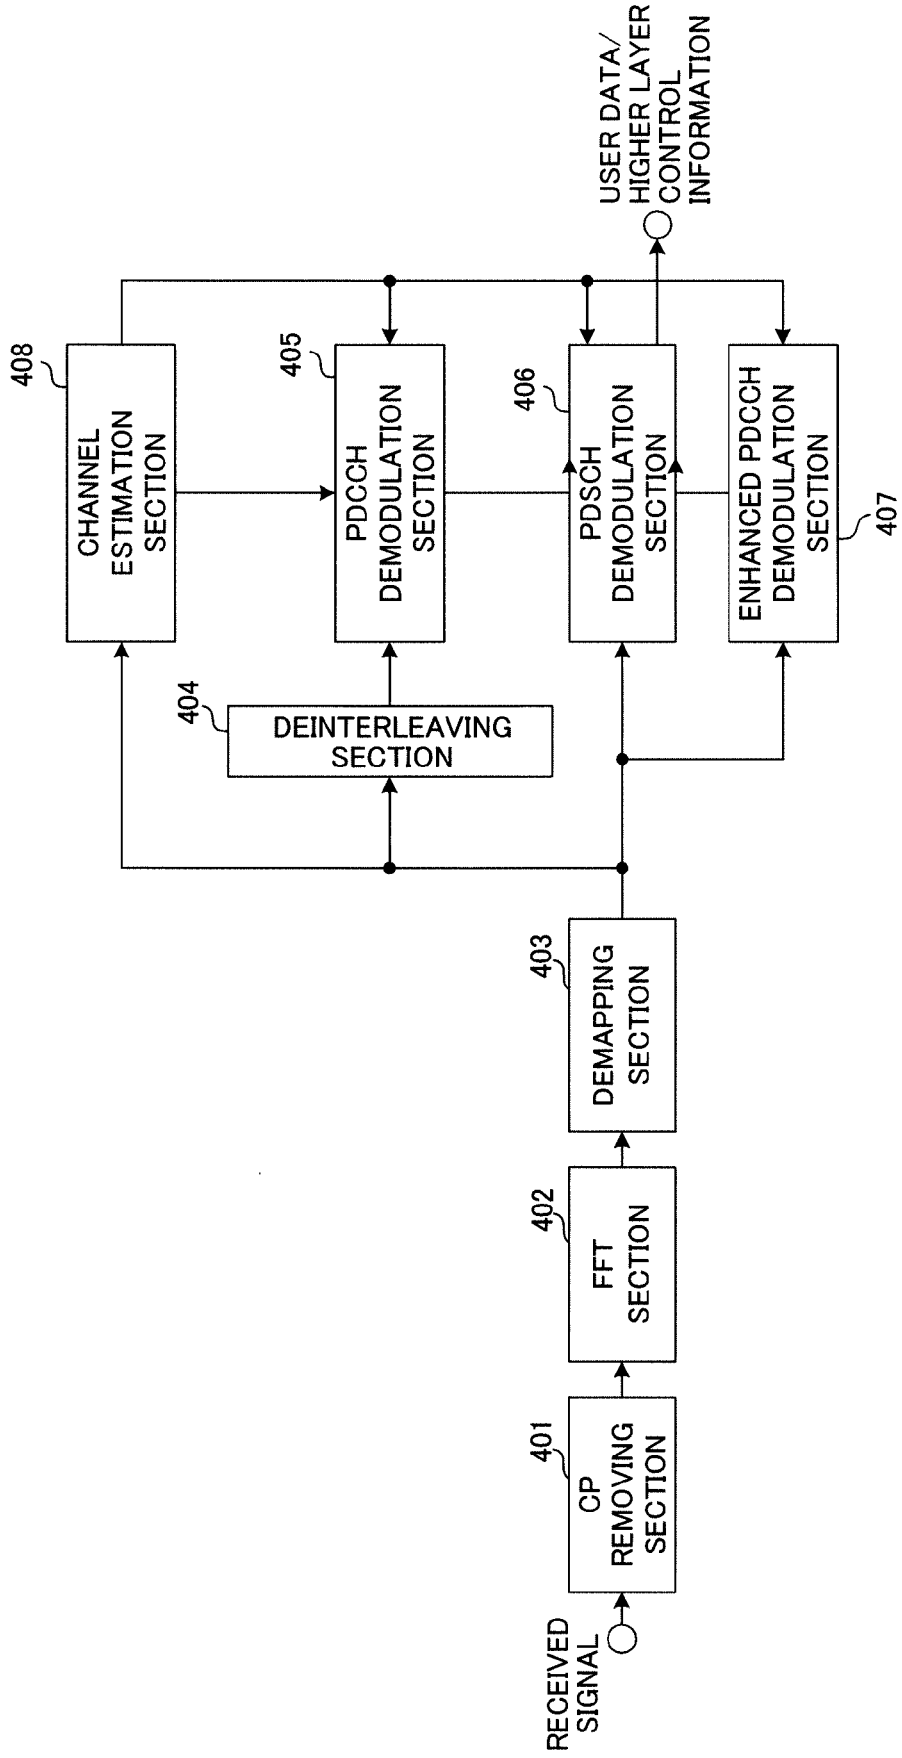 RECEIVED
SIGNAL
401
CP
REMOVING
SECTION
402
FFT
SECTION
403
DEMAPPING
SECTION
404
DEINTERLEAVING
SECTION
408
CHANNEL
ESTIMATION
SECTION
405
PDCCH
DEMODULATION
SECTION
406
PDSCH
DEMODULATION
SECTION
ENHANCED PDCCH
DEMODULATION
SECTION
407
USER DATA/
HIGHER LAYER
CONTROL
INFORMATION